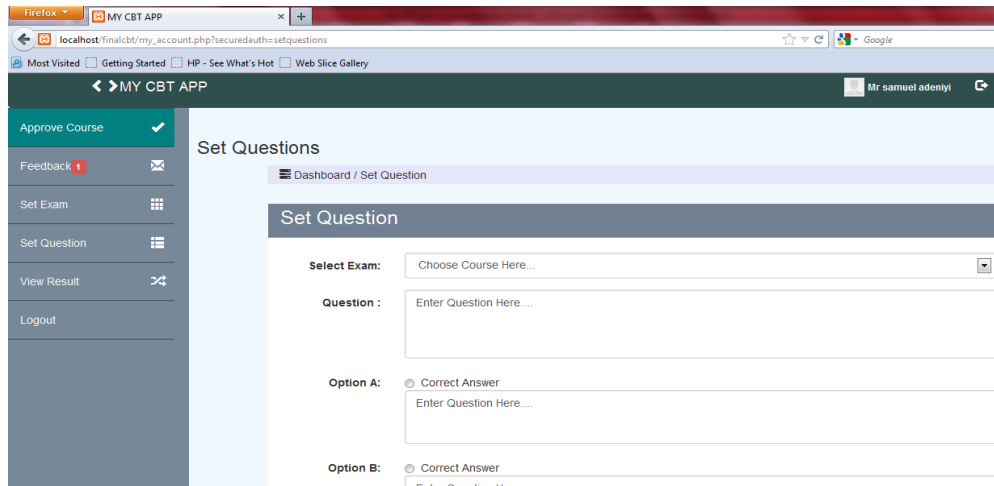 Firefox
MY CBT APP
localhost/finalcbt/my_account.php?securedauth=setquestions
Google
Most Visited Getting Started HP - See What's Hot Web Slice Gallery
MY CBT APP
Mr samuel adeniyi
Approve Course
Feedback 1
Set Exam
Set Question
View Result
Logout
Set Questions
Dashboard / Set Question
Set Question
Select Exam: Choose Course Here...
Question : Enter Question Here....
Option A: Correct Answer
Enter Question Here....
Option B: Correct Answer